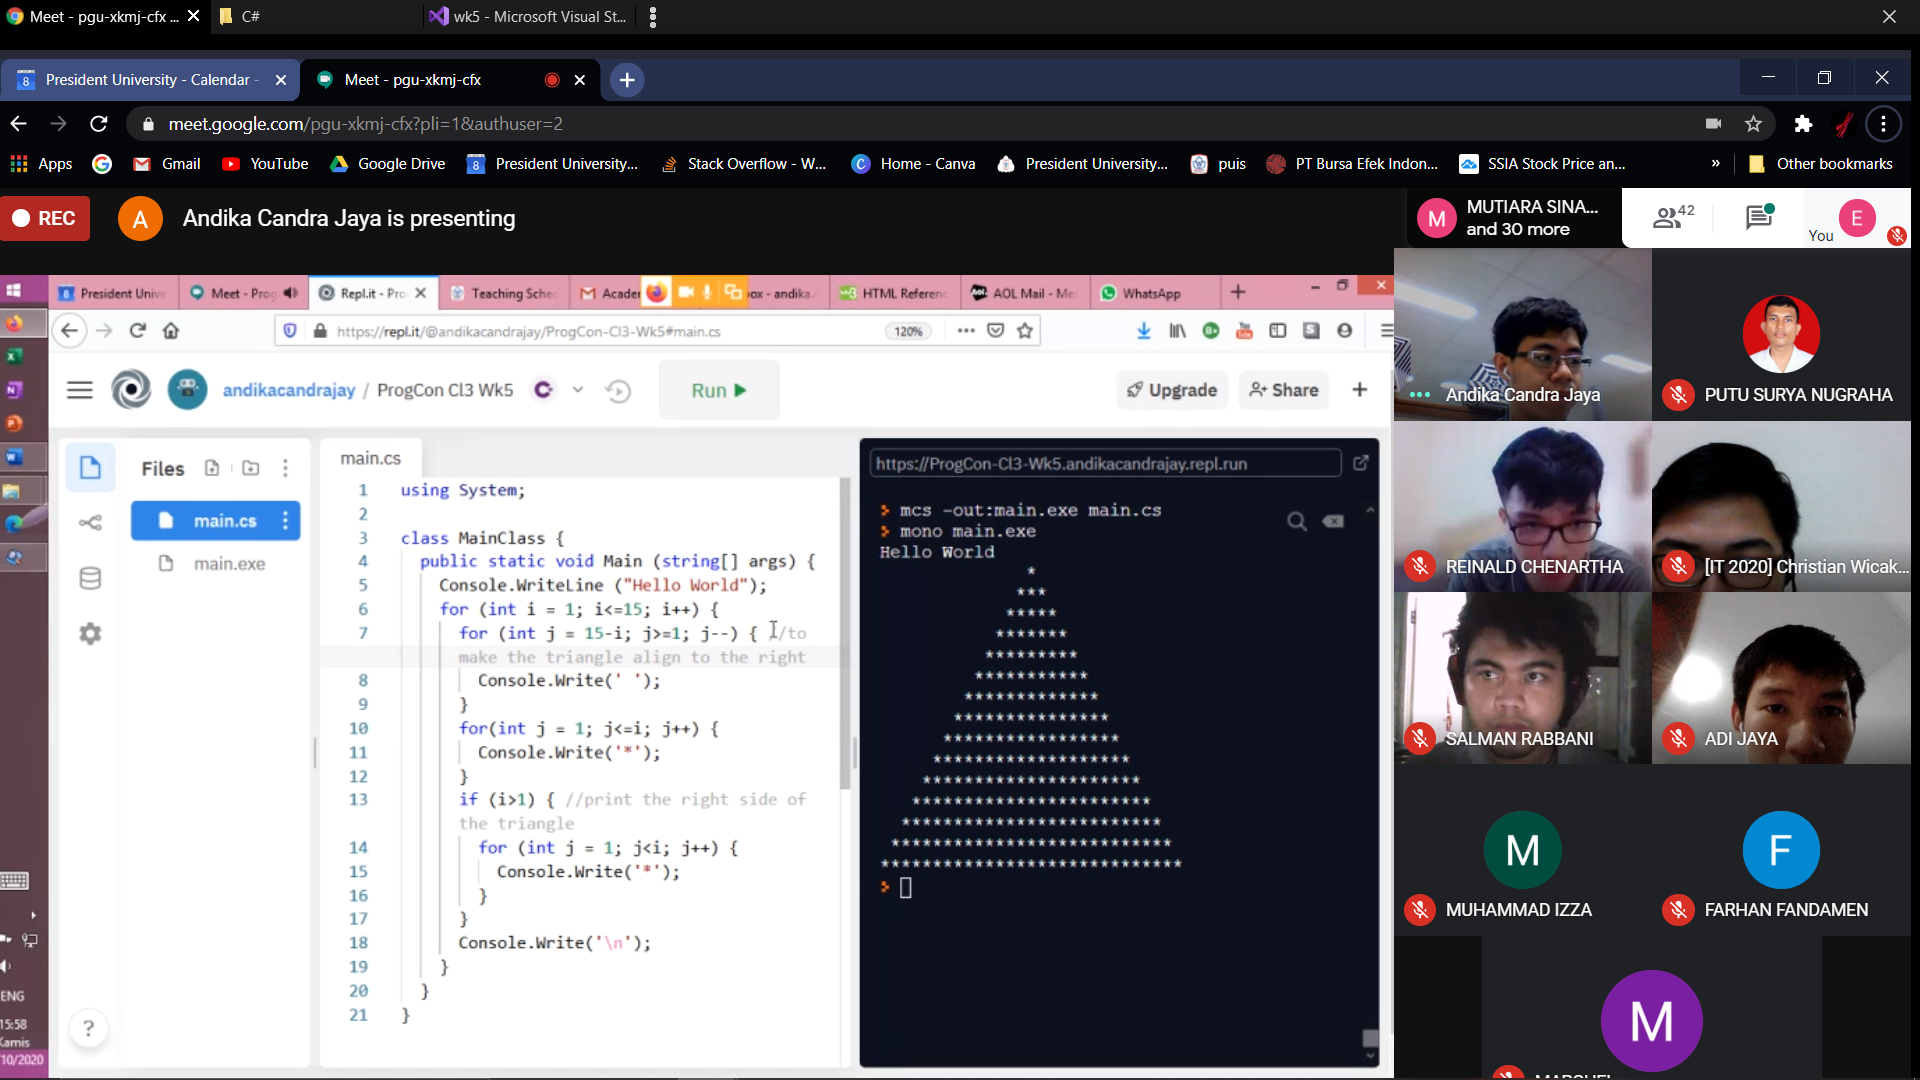 Meet - pgu-xkmj-cfx ...
C#
wk5 - Microsoft Visual St...
President University - Calendar -
Meet - pgu-xkmj-cfx
meet.google.com/pgu-xkmj-cfx?pli=1&authuser=2
Apps
Gmail
YouTube
Google Drive
President University...
Stack Overflow - W...
Home - Canva
President University...
puis
PT Bursa Efek Indon...
SSIA Stock Price an...
»
Other bookmarks
REC
A
Andika Candra Jaya is presenting
M
MUTIARA SINA...
and 30 more
42
You
E
President Unive
Meet - Prog
Repl.it - Pro
Teaching Sche
Acade
ox - andika.
HTML Referenc
AOL Mail - Me
WhatsApp
https://repl.it/@andikacandrajay/ProgCon-Cl3-Wk5#main.cs
120%
andikacandrajay / ProgCon Cl3 Wk5
Run
Upgrade
Share
Files
main.cs
main.exe
main.cs
1 using System;
2
3 class MainClass {
4 public static void Main (string[] args) {
5 Console.WriteLine ("Hello World");
6 for (int i = 1; i<=15; i++) {
7 for (int j = 15-i; j>=1; j--) { //to
make the triangle align to the right
8 Console.Write(' ');
9 }
10 for(int j = 1; j<=i; j++) {
11 Console.Write('*');
12 }
13 if (i>1) { //print the right side of
the triangle
14 for (int j = 1; j<i; j++) {
15 Console.Write('*');
16 }
17 }
18 Console.Write('\n');
19 }
20 }
21 }
https://ProgCon-Cl3-Wk5.andikacandrajay.repl.run
mcs -out:main.exe main.cs
mono main.exe
Hello World
*
***
*****
*******
*********
***********
*************
***************
*****************
*******************
*********************
***********************
*************************
***************************
*****************************
ENG
15:58
Kamis
10/2020
?
Andika Candra Jaya
PUTU SURYA NUGRAHA
REINALD CHENARTHA
[IT 2020] Christian Wicak...
SALMAN RABBANI
ADI JAYA
M
MUHAMMAD IZZA
F
FARHAN FANDAMEN
M